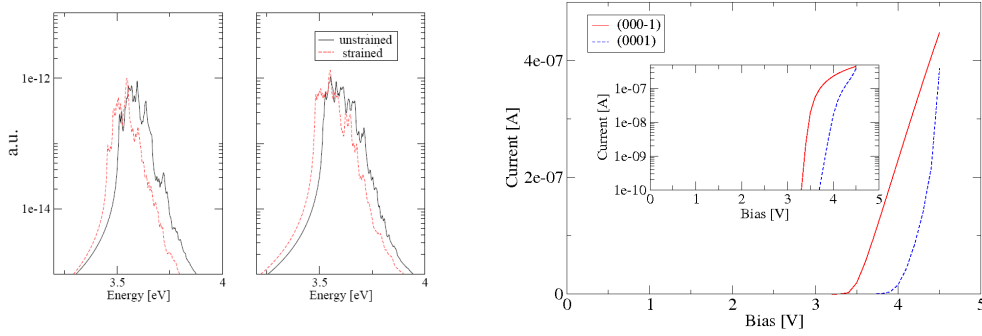 a.u.
1e-12
1e-14
3.5
4
Energy [eV]
unstrained
strained
3.5
4
Energy [eV]
Current [A]
4e-07
2e-07
0
(000-1)
(0001)
Current [A]
1e-07
1e-08
1e-09
1e-10
0 1 2 3 4 5
Bias [V]
0 1 2 3 4 5
Bias [V]